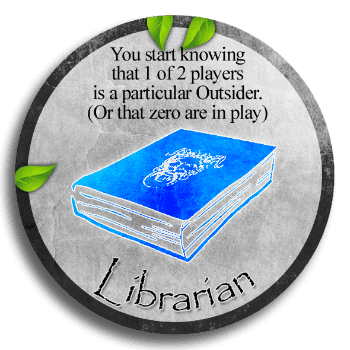 You start knowing
that 1 of 2 players
is a particular Outsider.
(Or that zero are in play)
Librarian